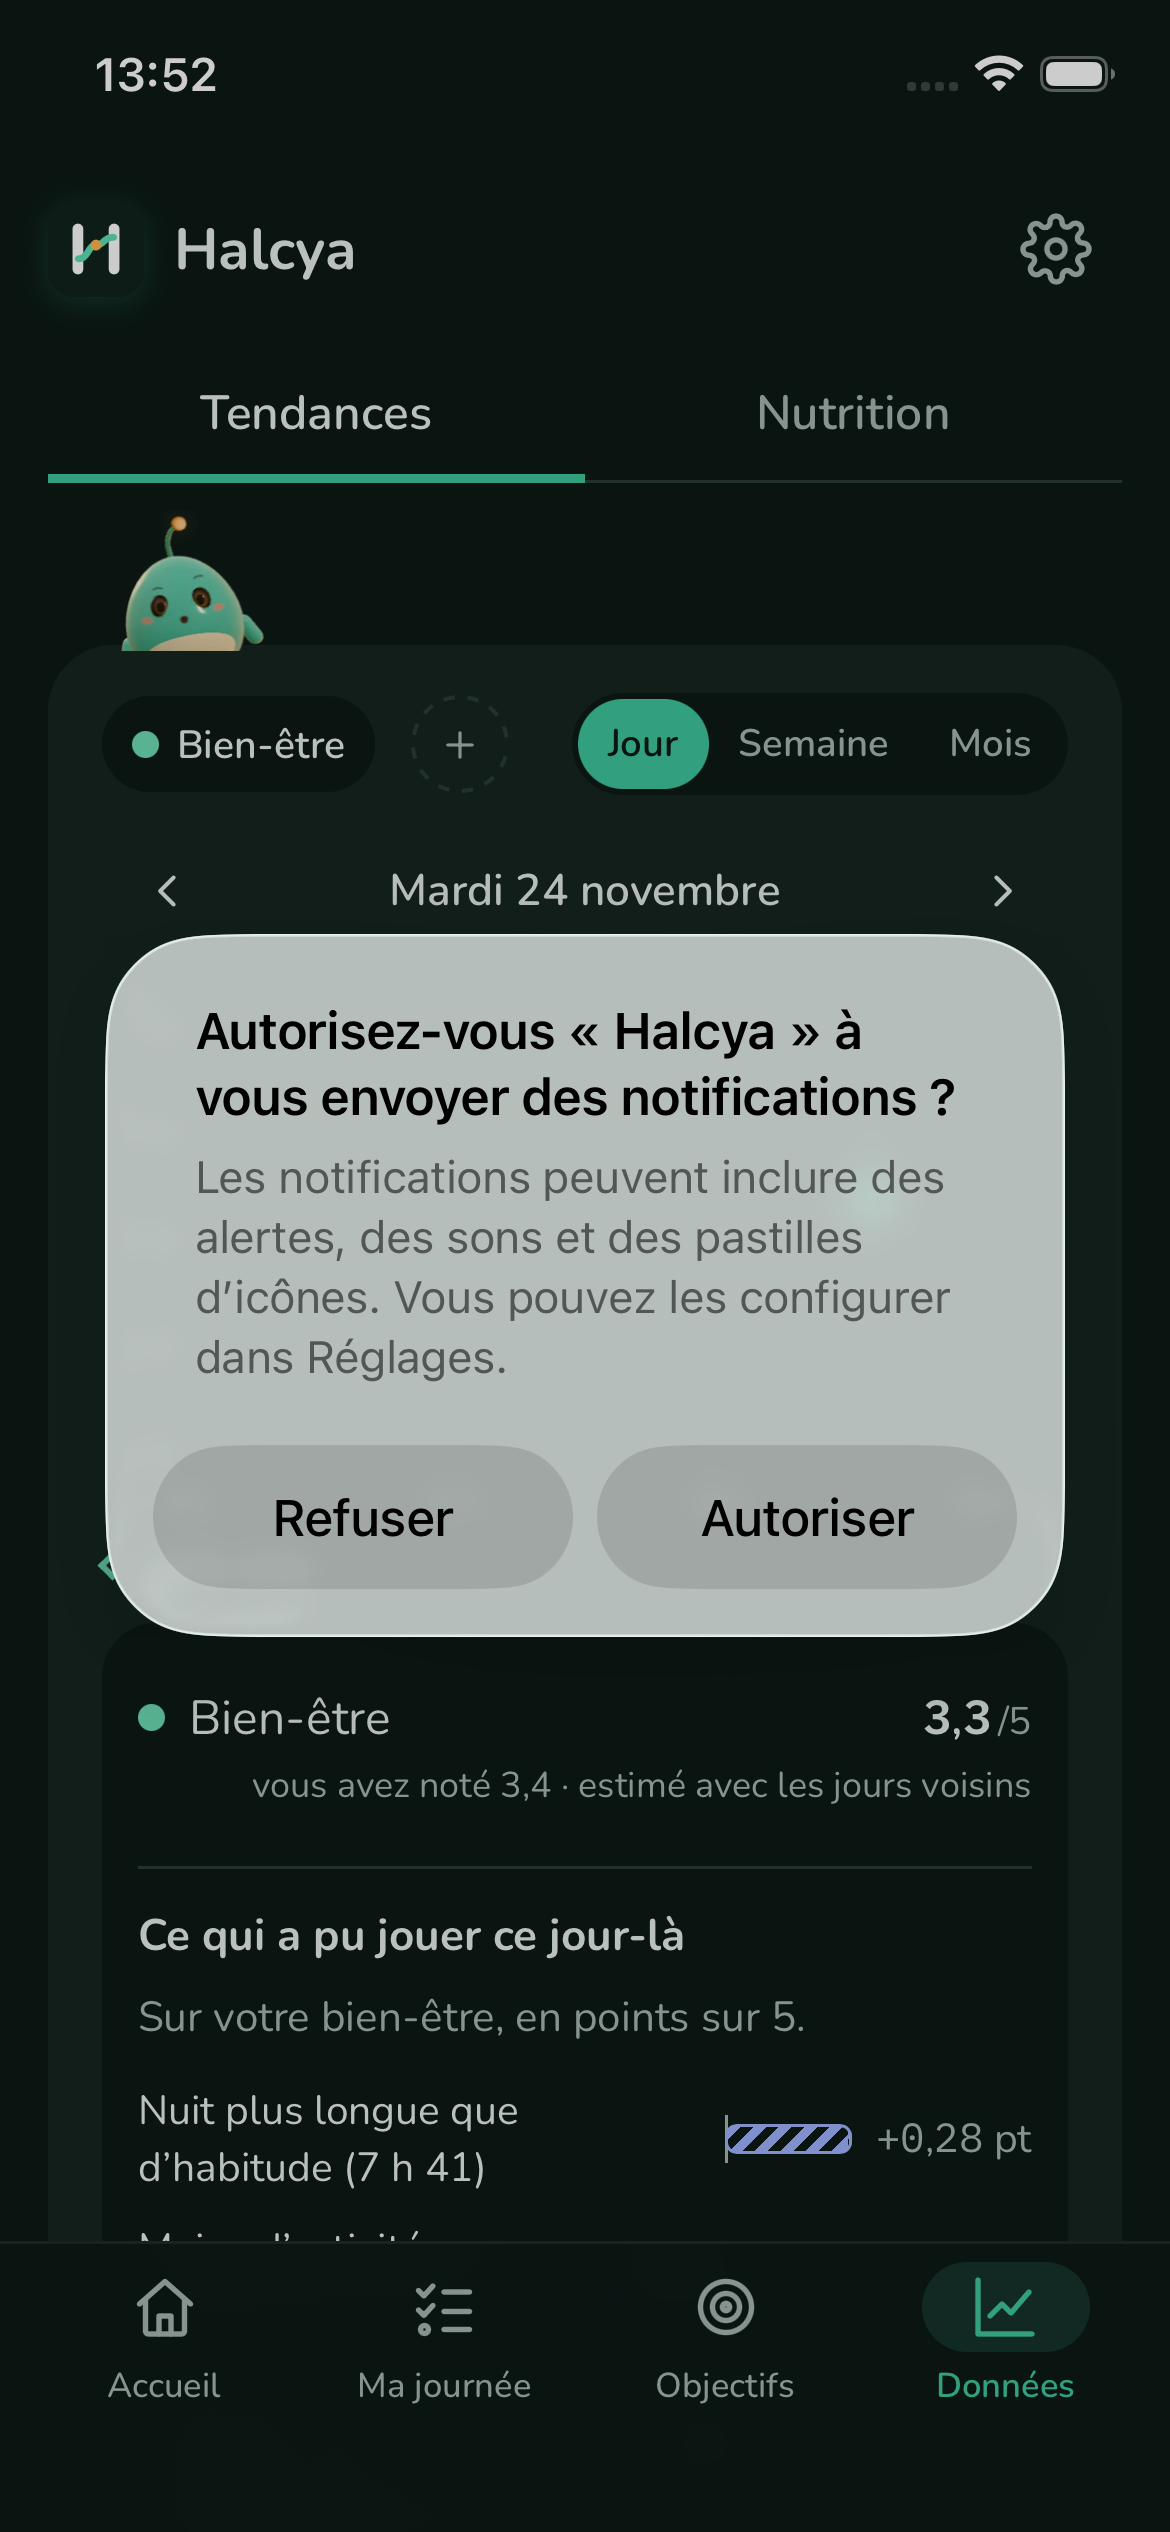 13:52
Halcya
Tendances
Nutrition
Bien-être
+
Jour
Semaine
Mois
Mardi 24 novembre
Autorisez-vous « Halcya » à
vous envoyer des notifications ?
Les notifications peuvent inclure des
alertes, des sons et des pastilles
d’icônes. Vous pouvez les configurer
dans Réglages.
Refuser
Autoriser
Bien-être
3,3 /5
vous avez noté 3,4 · estimé avec les jours voisins
Ce qui a pu jouer ce jour-là
Sur votre bien-être, en points sur 5.
Nuit plus longue que
d’habitude (7 h 41)
+0,28 pt
Accueil
Ma journée
Objectifs
Données